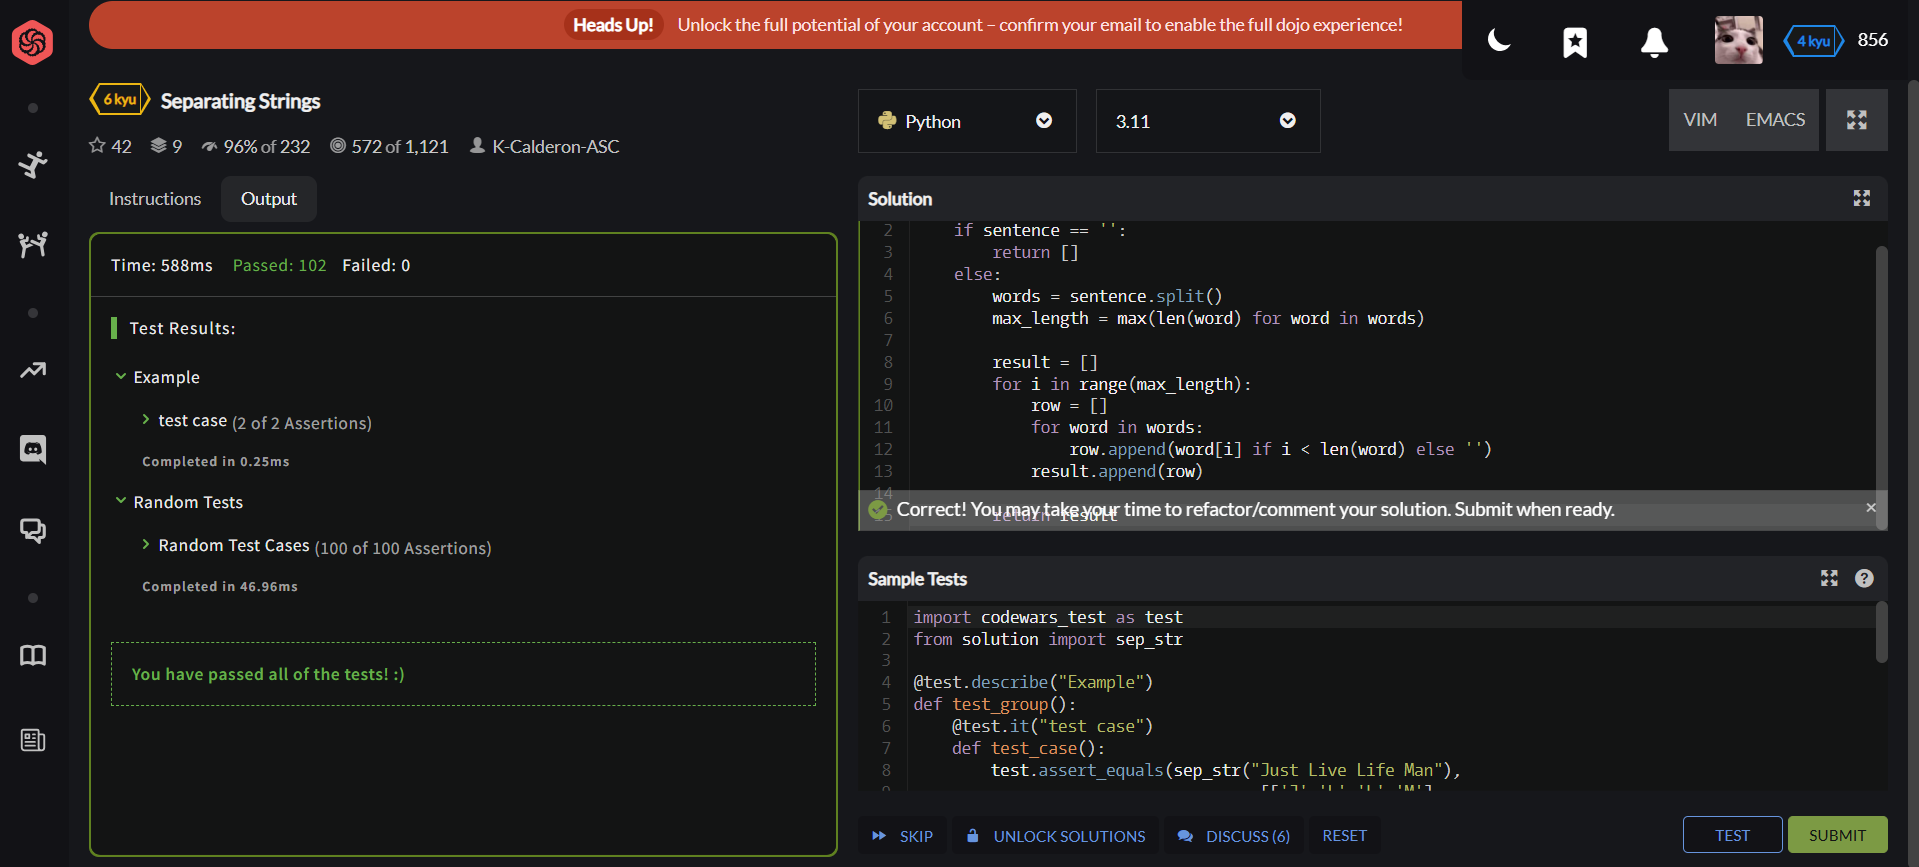 Heads Up! Unlock the full potential of your account – confirm your email to enable the full dojo experience!
4 kyu 856
6 kyu Separating Strings
42 9 96% of 232 572 of 1,121 K-Calderon-ASC
Instructions Output
Time: 588ms Passed: 102 Failed: 0
Test Results:
Example
test case (2 of 2 Assertions)
Completed in 0.25ms
Random Tests
Random Test Cases (100 of 100 Assertions)
Completed in 46.96ms
You have passed all of the tests! :)
Python 3.11 VIM EMACS
Solution
2 if sentence == '':
3 return []
4 else:
5 words = sentence.split()
6 max_length = max(len(word) for word in words)
7
8 result = []
9 for i in range(max_length):
10 row = []
11 for word in words:
12 row.append(word[i] if i < len(word) else '')
13 result.append(row)
14
15 return result
Correct! You may take your time to refactor/comment your solution. Submit when ready. ×
Sample Tests ?
1 import codewars_test as test
2 from solution import sep_str
3
4 @test.describe("Example")
5 def test_group():
6 @test.it("test case")
7 def test_case():
8 test.assert_equals(sep_str("Just Live Life Man"),
9 [['J','L','L','M'],
SKIP UNLOCK SOLUTIONS DISCUSS (6) RESET TEST SUBMIT